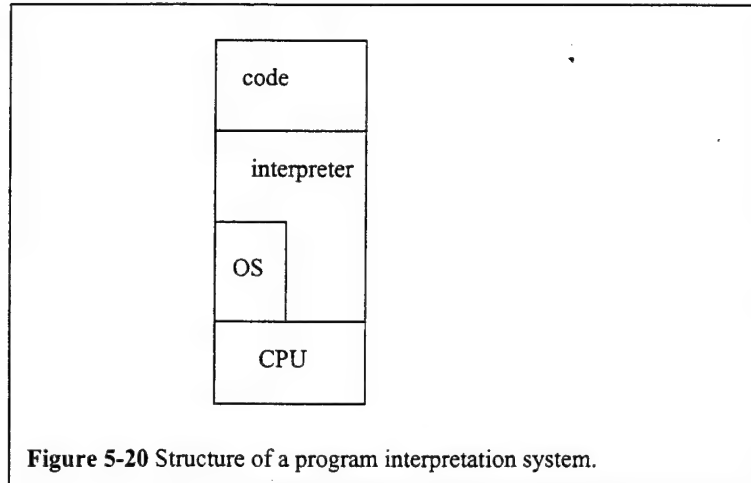 code
interpreter
OS
CPU
Figure 5-20 Structure of a program interpretation system.